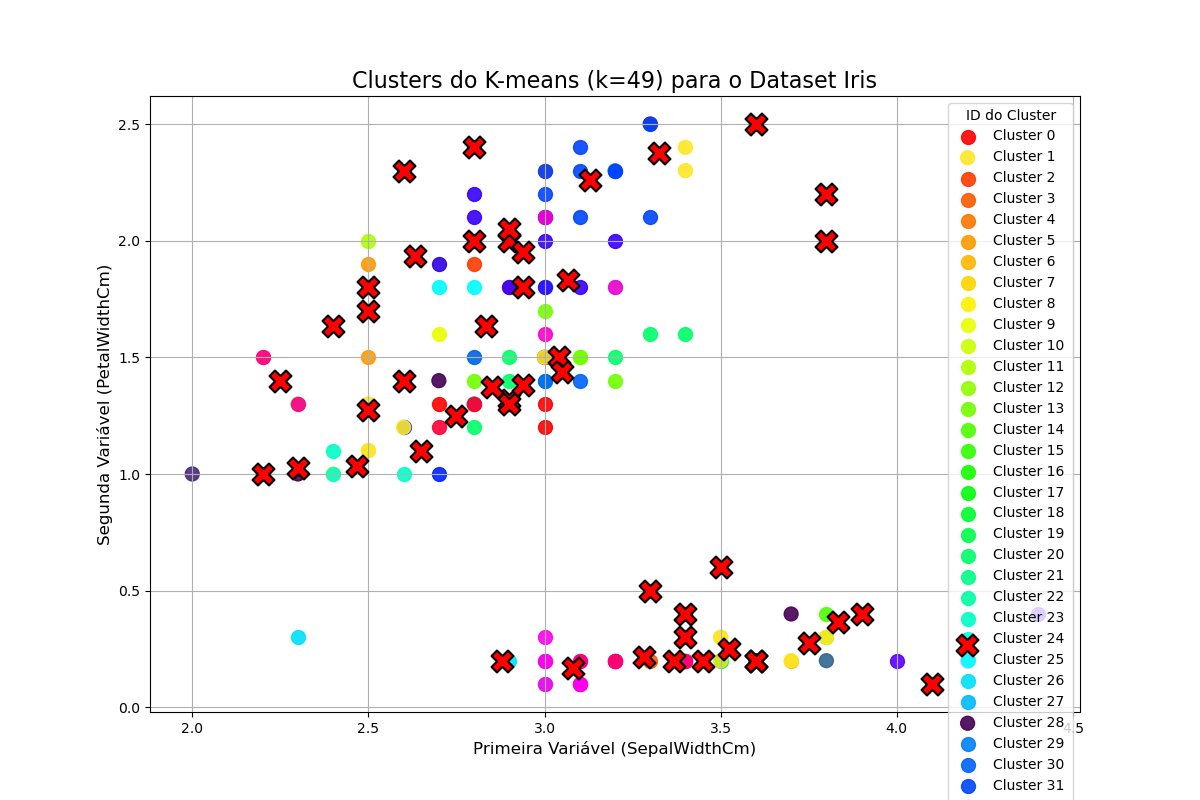 Clusters do K-means (k=49) para o Dataset Iris
Segunda Variável (PetalWidthCm)
2.5
2.0
1.5
1.0
0.5
0.0
2.0
2.5
3.0
3.5
4.0
4.5
Primeira Variável (SepalWidthCm)
ID do Cluster
Cluster 0
Cluster 1
Cluster 2
Cluster 3
Cluster 4
Cluster 5
Cluster 6
Cluster 7
Cluster 8
Cluster 9
Cluster 10
Cluster 11
Cluster 12
Cluster 13
Cluster 14
Cluster 15
Cluster 16
Cluster 17
Cluster 18
Cluster 19
Cluster 20
Cluster 21
Cluster 22
Cluster 23
Cluster 24
Cluster 25
Cluster 26
Cluster 27
Cluster 28
Cluster 29
Cluster 30
Cluster 31